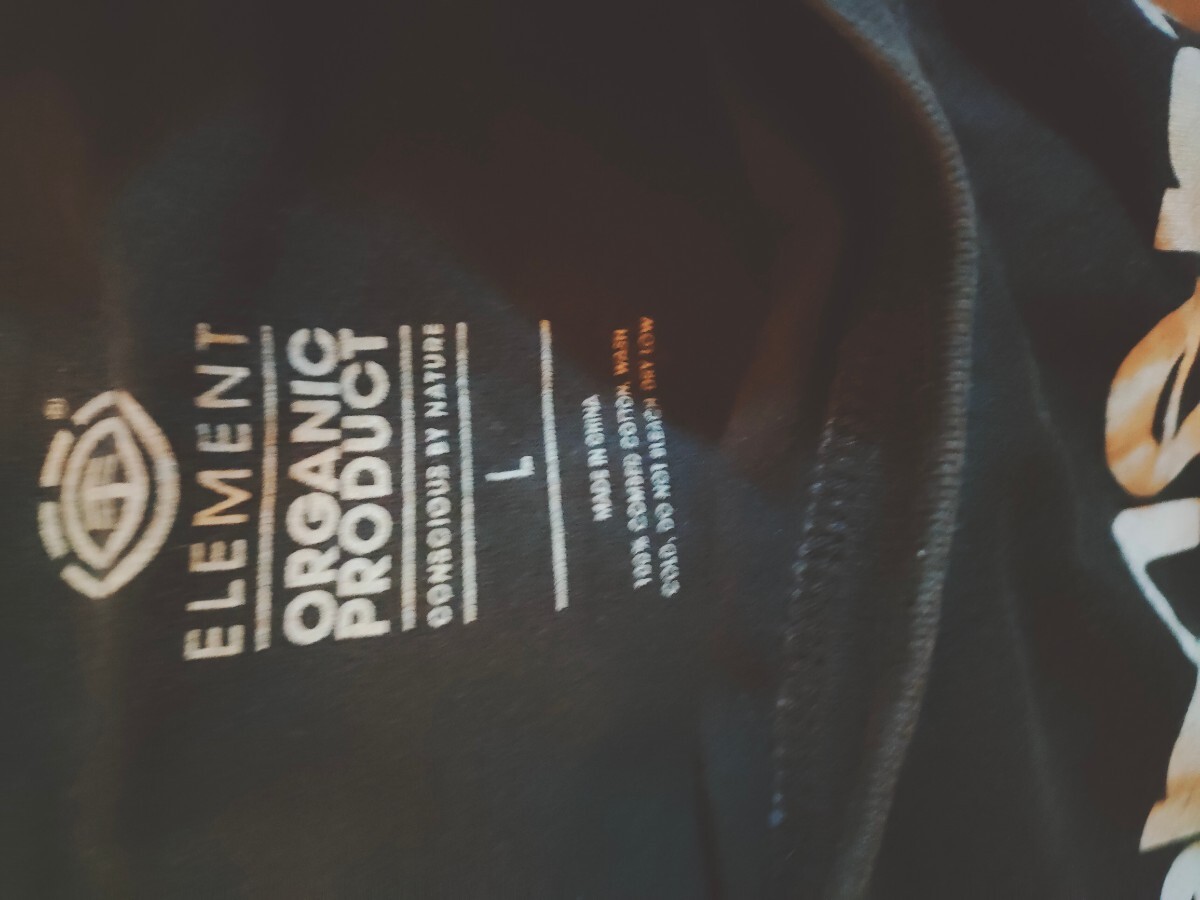 ®
ELEMENT
ORGANIC
PRODUCT
CONSCIOUS BY NATURE
L
MADE IN CHINA
100% COMBED COTTON, WASH
COLD, DO NOT BLEACH DRY LOW